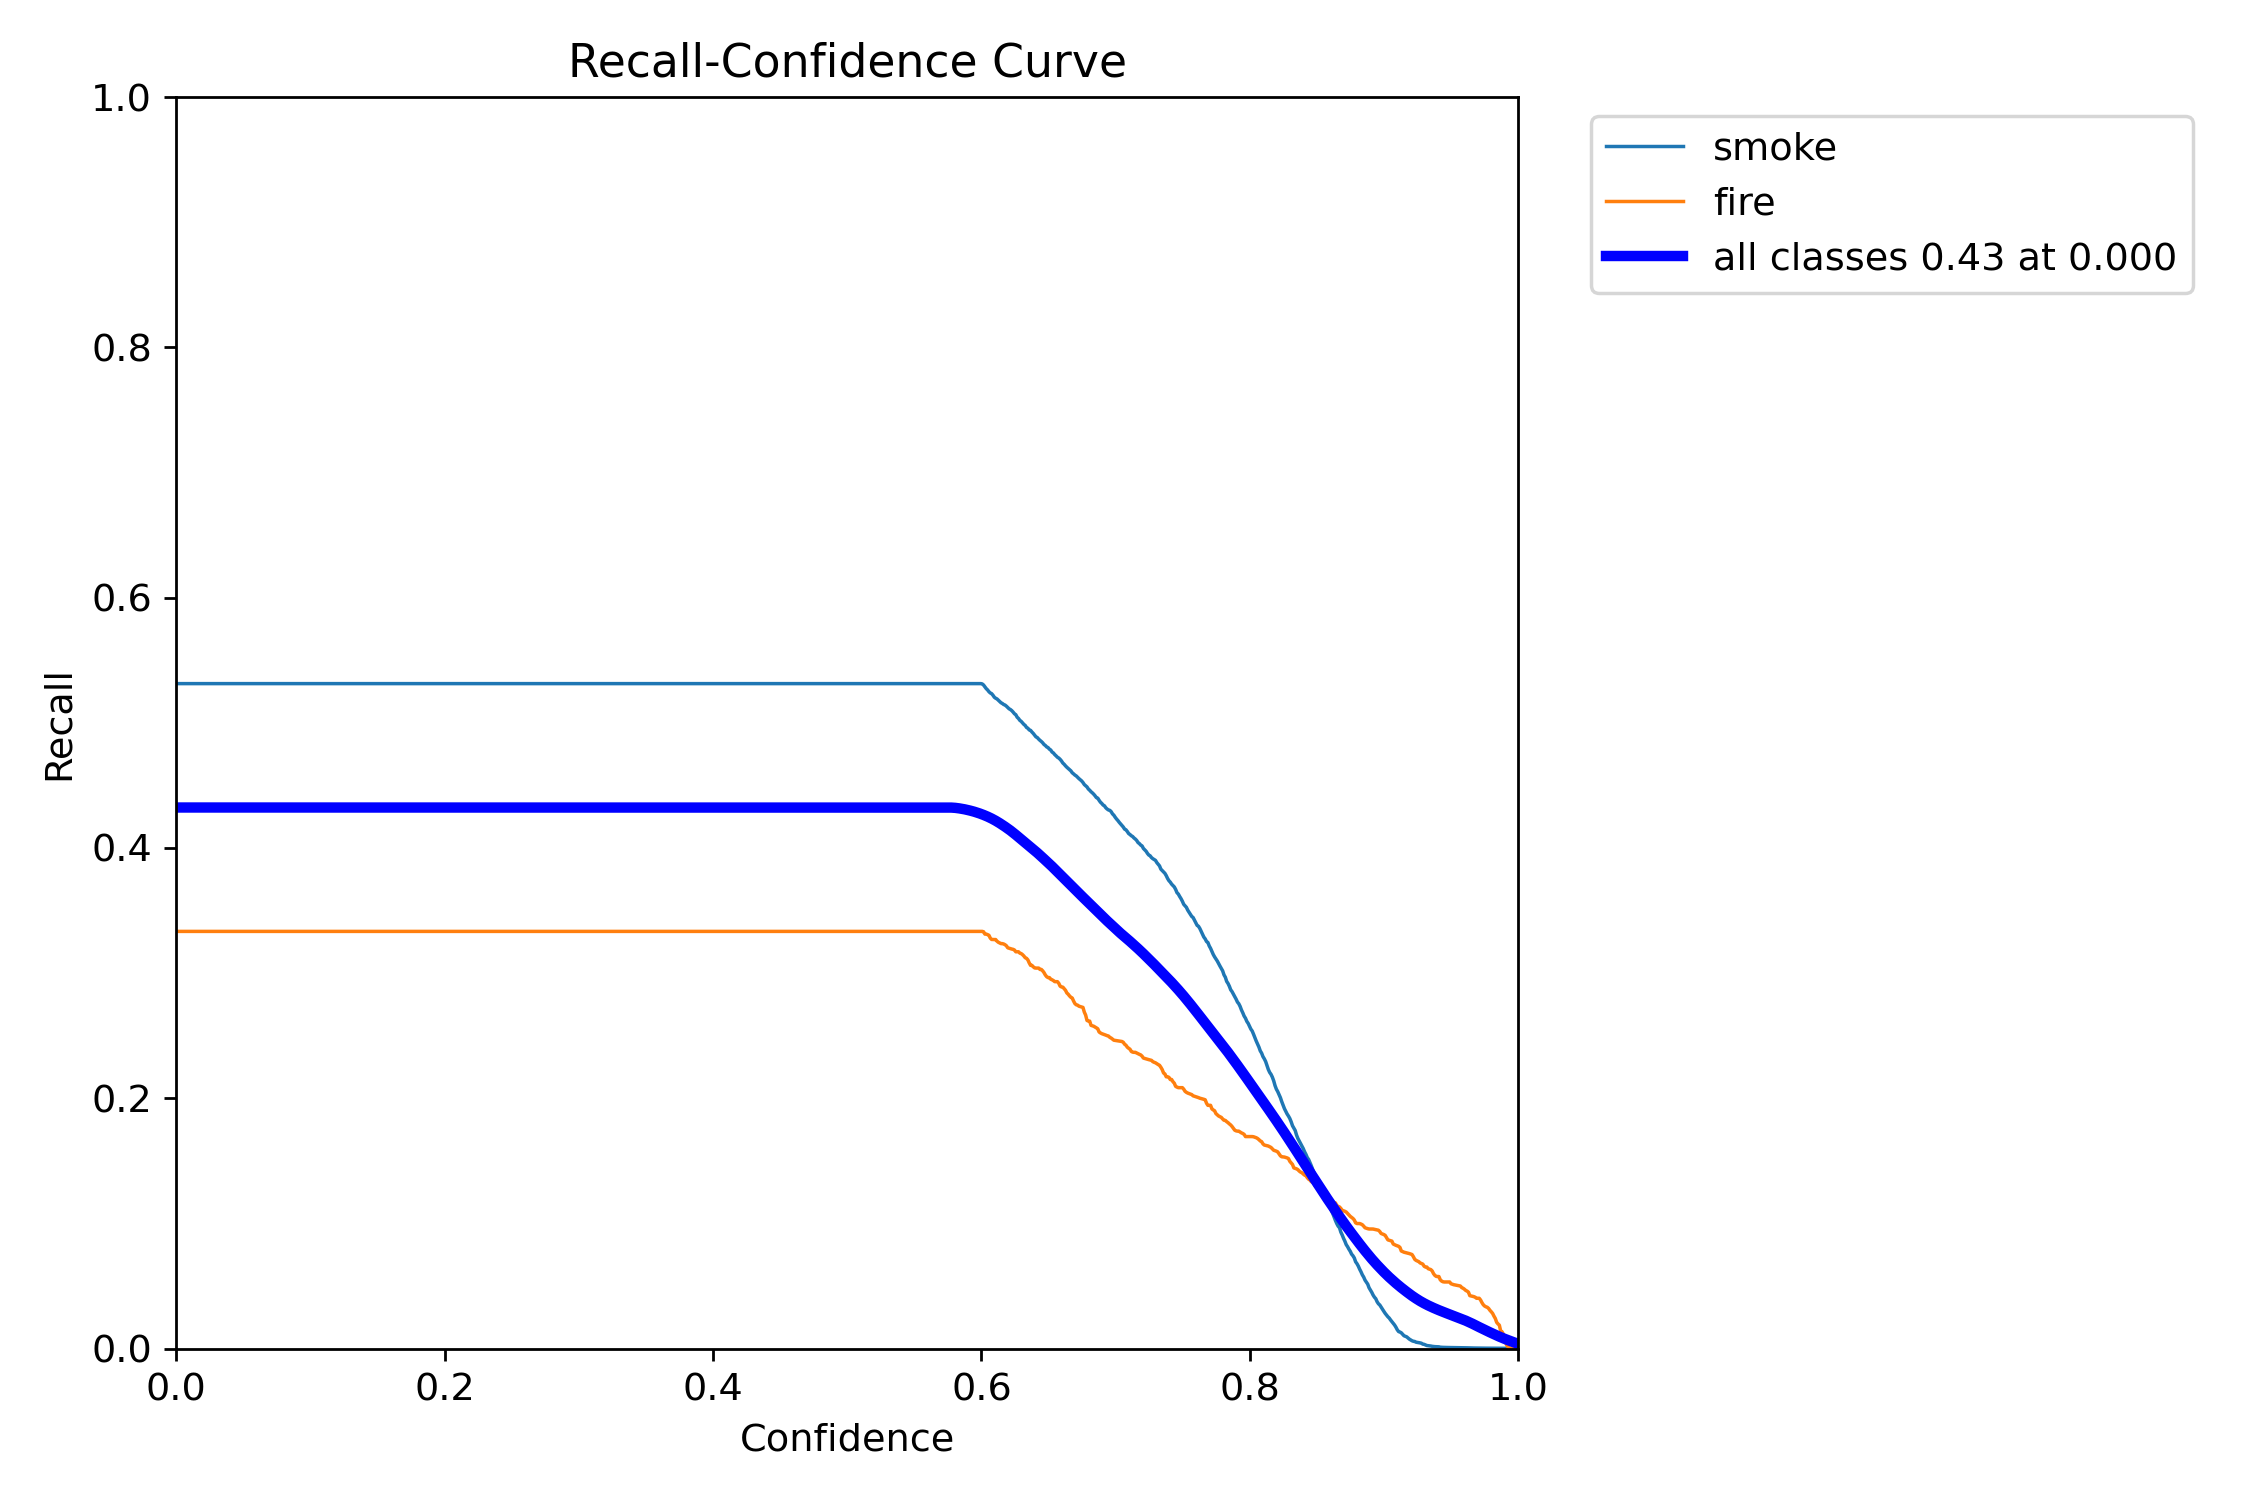 Recall-Confidence Curve
1.0
0.8
0.6
0.4
0.2
0.0
Recall
0.0 0.2 0.4 0.6 0.8 1.0
Confidence
smoke
fire
all classes 0.43 at 0.000